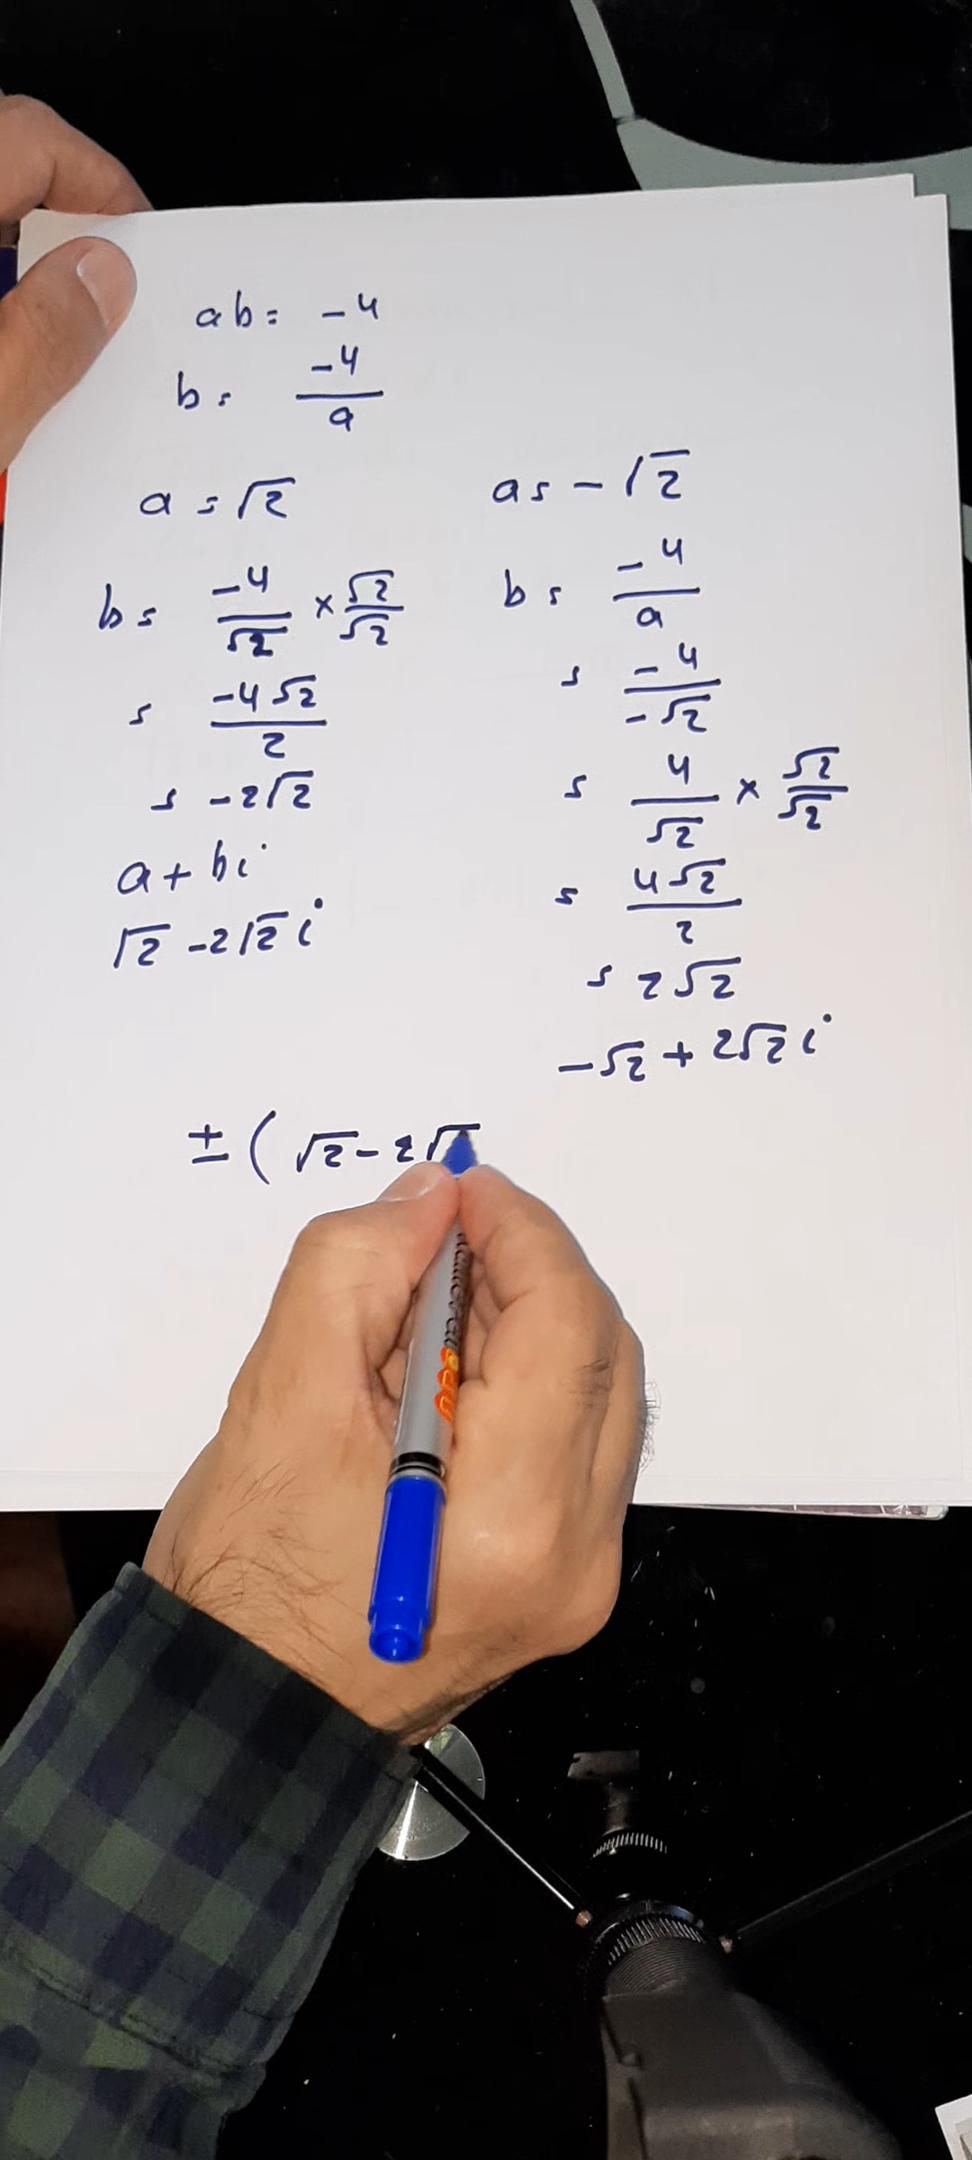 ab = -4
b = -4/a
a = √2
b = -4/√2 × √2/√2
= -4√2/2
= -2√2
a + bi
√2 - 2√2 i
a = -√2
b = -4/a
= -4/-√2
= 4/√2 × √2/√2
= 4√2/2
= 2√2
-√2 + 2√2 i
± ( √2 - 2√